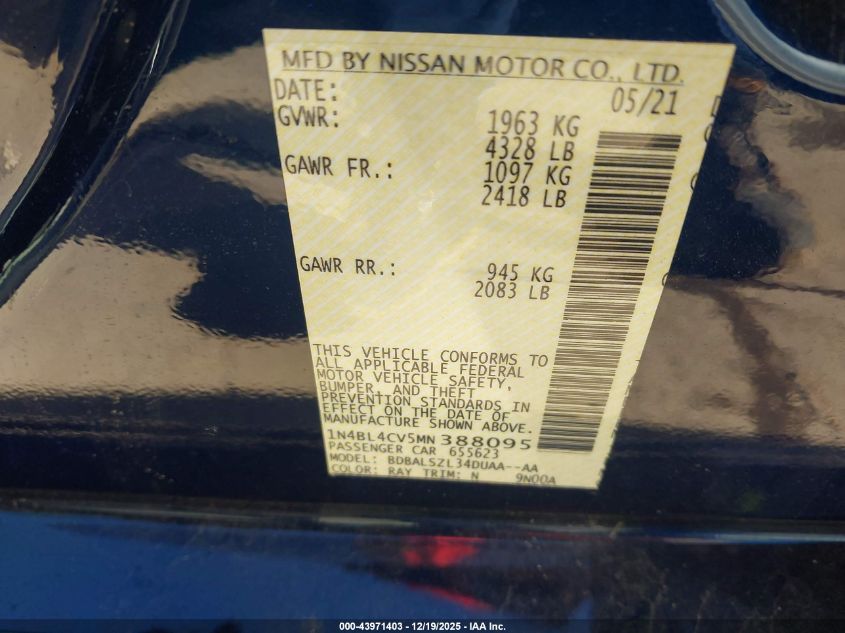 MFD BY NISSAN MOTOR CO., LTD.
DATE: 05/21
GVWR: 1963 KG
4328 LB
GAWR FR.: 1097 KG
2418 LB
GAWR RR.: 945 KG
2083 LB
THIS VEHICLE CONFORMS TO
ALL APPLICABLE FEDERAL
MOTOR VEHICLE SAFETY,
BUMPER, AND THEFT
PREVENTION STANDARDS IN
EFFECT ON THE DATE OF
MANUFACTURE SHOWN ABOVE.
1N4BL4CV5MN388095
PASSENGER CAR 655623
MODEL: BDBALSZL34DUAA--AA
COLOR: RAY TRIM: N 9N00A
000-43971403 - 12/19/2025 - IAA Inc.